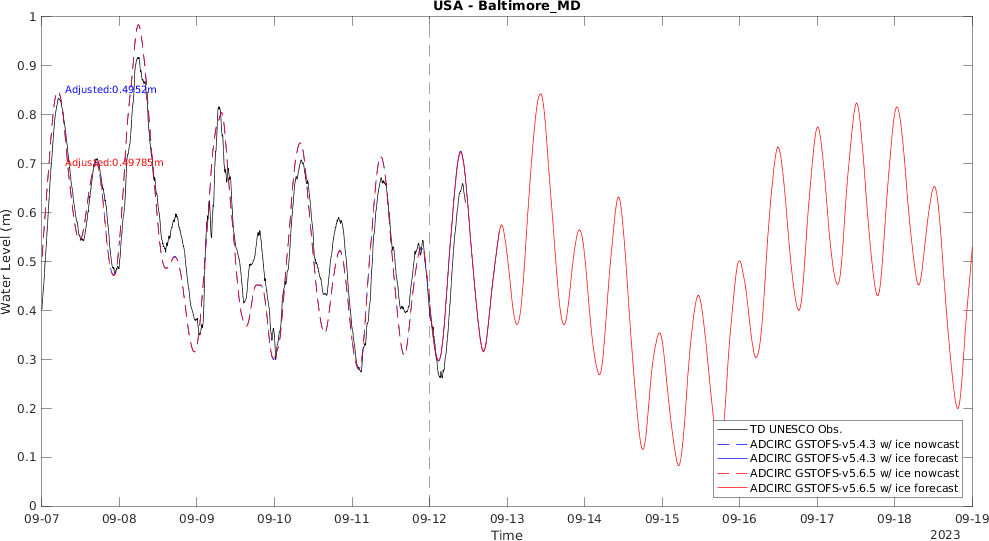 USA - Baltimore_MD
1
0.9
0.8
0.7
0.6
0.5
0.4
0.3
0.2
0.1
0
Water Level (m)
Adjusted:0.4952m
Adjusted:0.49785m
TD UNESCO Obs.
ADCIRC GSTOFS-v5.4.3 w/ ice nowcast
ADCIRC GSTOFS-v5.4.3 w/ ice forecast
ADCIRC GSTOFS-v5.6.5 w/ ice nowcast
ADCIRC GSTOFS-v5.6.5 w/ ice forecast
09-07 09-08 09-09 09-10 09-11 09-12 09-13 09-14 09-15 09-16 09-17 09-18 09-19
Time
2023